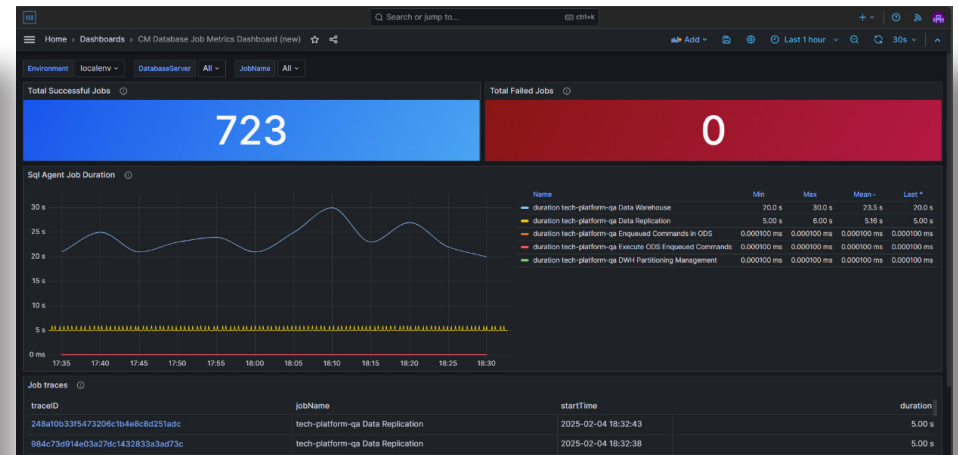 Search or jump to... ctrl+k
Home › Dashboards › CM Database Job Metrics Dashboard (new) Add Last 1 hour 30s
Environment localenv DatabaseServer All JobName All
Total Successful Jobs
Total Failed Jobs
723
0
Sql Agent Job Duration
Name Min Max Mean Last *
duration tech-platform-qa Data Warehouse 20.0 s 30.0 s 23.5 s 20.0 s
duration tech-platform-qa Data Replication 5.00 s 6.00 s 5.16 s 5.00 s
duration tech-platform-qa Enqueued Commands in ODS 0.000100 ms 0.000100 ms 0.000100 ms 0.000100 ms
duration tech-platform-qa Execute ODS Enqueued Commands 0.000100 ms 0.000100 ms 0.000100 ms 0.000100 ms
duration tech-platform-qa DWH Partitioning Management 0.000100 ms 0.000100 ms 0.000100 ms 0.000100 ms
30 s
25 s
20 s
15 s
10 s
5 s
0 ms
17:35 17:40 17:45 17:50 17:55 18:00 18:05 18:10 18:15 18:20 18:25 18:30
Job traces
traceID jobName startTime duration
248a10b33f5473206c1b4e8c8d251adc tech-platform-qa Data Replication 2025-02-04 18:32:43 5.00 s
984c73d914e03a27dc1432833a3ad73c tech-platform-qa Data Replication 2025-02-04 18:32:38 5.00 s